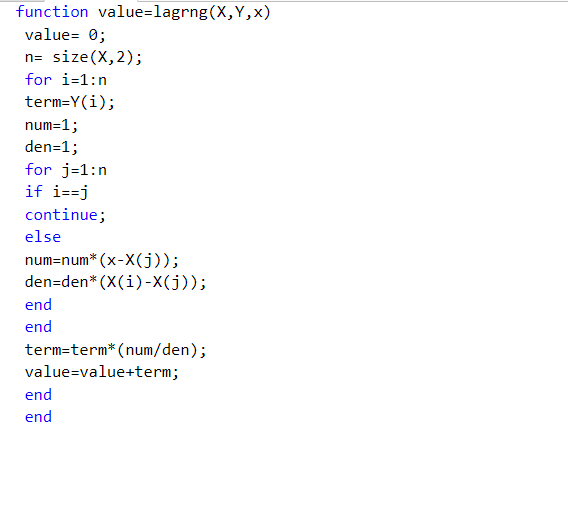 function value=lagrng(X,Y,x)
value= 0;
n= size(X,2);
for i=1:n
term=Y(i);
num=1;
den=1;
for j=1:n
if i==j
continue;
else
num=num*(x-X(j));
den=den*(X(i)-X(j));
end
end
term=term*(num/den);
value=value+term;
end
end